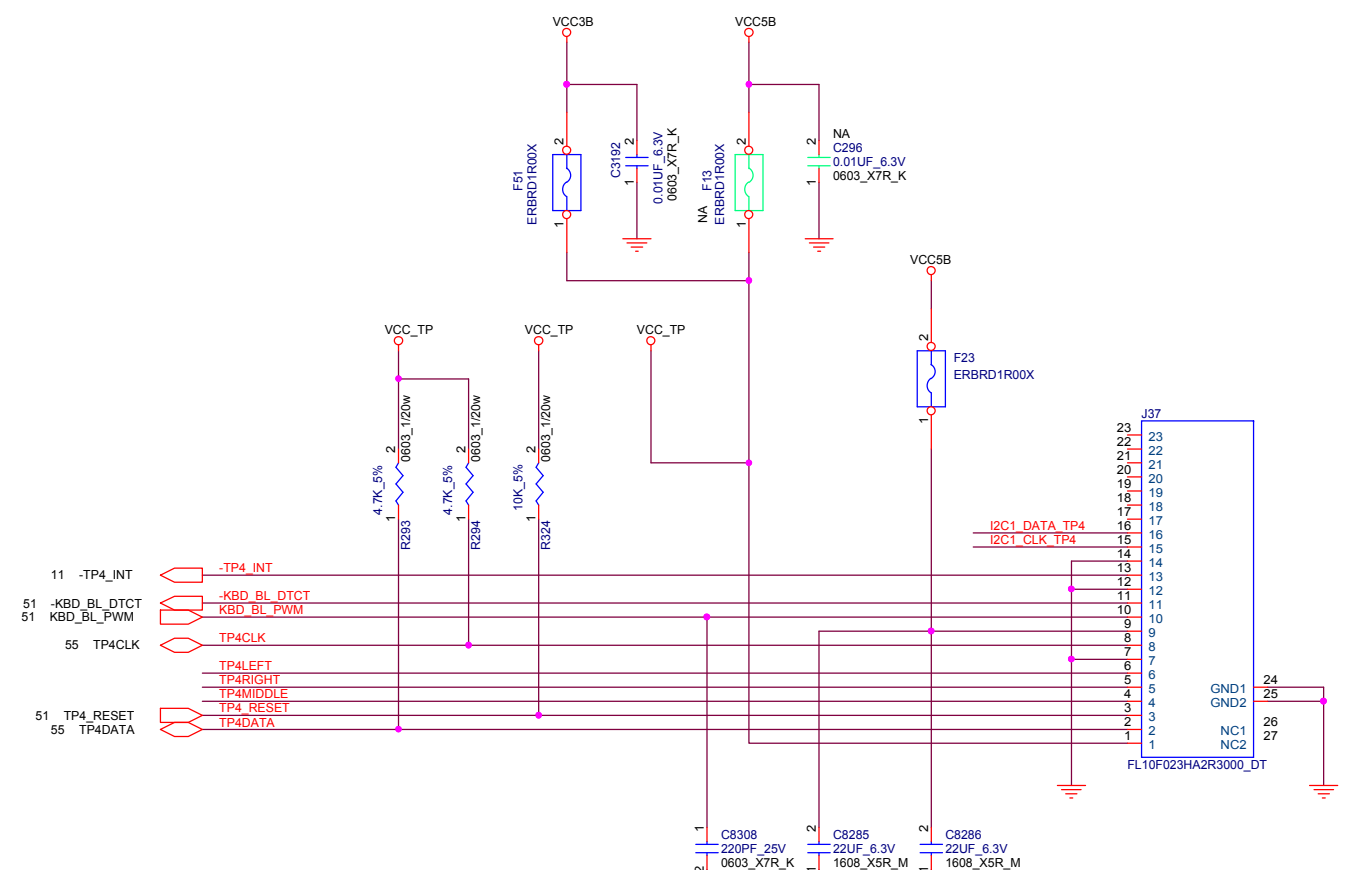 VCC3B
VCC5B
2
F51
ERBRD1R00X
1
2
C3192
1
0.01UF_6.3V
0603_X7R_K
2
NA
F13
ERBRD1R00X
1
NA
2
C296
0.01UF_6.3V
1
0603_X7R_K
VCC5B
2
F23
ERBRD1R00X
1
VCC_TP
VCC_TP
VCC_TP
2
0603_1/20w
4.7K_5%
1
R293
2
0603_1/20w
4.7K_5%
1
R294
2
0603_1/20w
10K_5%
1
R324
J37
23 23
22 22
21 21
20 20
19 19
18 18
17 17
I2C1_DATA_TP4 16 16
I2C1_CLK_TP4 15 15
14 14
11 -TP4_INT -TP4_INT 13 13
12 12
51 -KBD_BL_DTCT -KBD_BL_DTCT 11 11
51 KBD_BL_PWM KBD_BL_PWM 10 10
9 9
55 TP4CLK TP4CLK 8 8
7 7
TP4LEFT 6 6
TP4RIGHT 5 5 GND1 24
TP4MIDDLE 4 4 GND2 25
51 TP4_RESET TP4_RESET 3 3
55 TP4DATA TP4DATA 2 2 NC1 26
1 1 NC2 27
FL10F023HA2R3000_DT
1
C8308
220PF_25V
2
0603_X7R_K
2
C8285
22UF_6.3V
1
1608_X5R_M
2
C8286
22UF_6.3V
1
1608_X5R_M